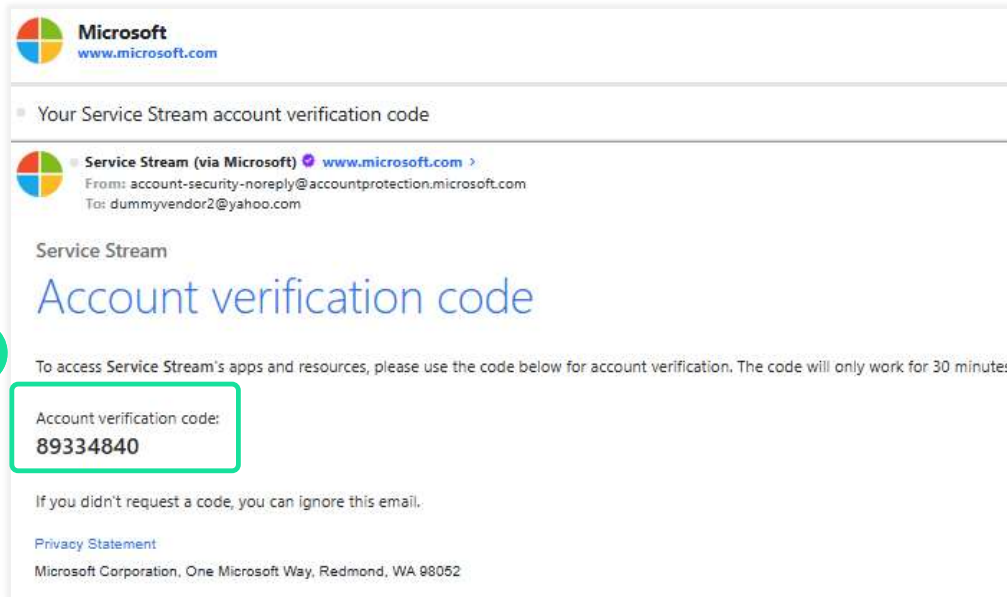 Microsoft
www.microsoft.com
Your Service Stream account verification code
Service Stream (via Microsoft) www.microsoft.com >
From: account-security-noreply@accountprotection.microsoft.com
To: dummyvendor2@yahoo.com
Service Stream
Account verification code
To access Service Stream's apps and resources, please use the code below for account verification. The code will only work for 30 minutes
Account verification code:
89334840
If you didn't request a code, you can ignore this email.
Privacy Statement
Microsoft Corporation, One Microsoft Way, Redmond, WA 98052